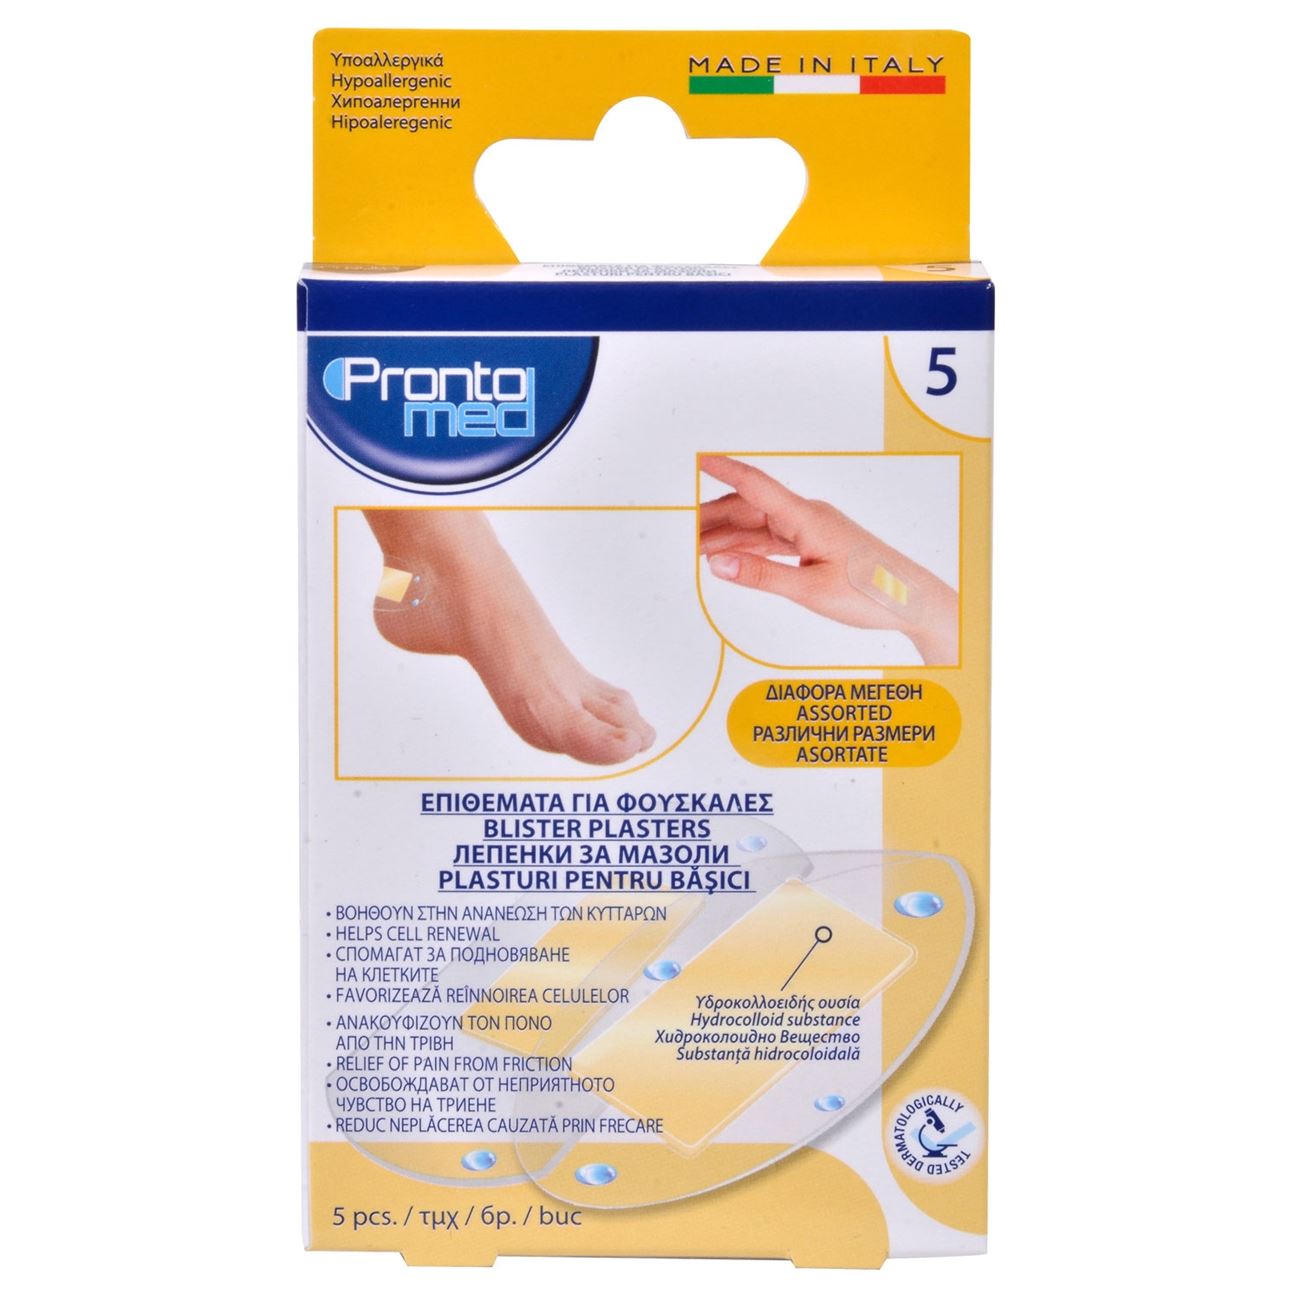 Υποαλλεργικά
Hypoallergenic
Хипоалергенни
Hipoaleregenic
MADE IN ITALY
PLASTURI PENTRU BĂŞICI
5
Pronto
med
5
ΔΙΑΦΟΡΑ ΜΕΓΕΘΗ
ASSORTED
РАЗЛИЧНИ РАЗМЕРИ
ASORTATE
ΕΠΙΘΕΜΑΤΑ ΓΙΑ ΦΟΥΣΚΑΛΕΣ
BLISTER PLASTERS
ЛЕПЕНКИ ЗА МАЗОЛИ
PLASTURI PENTRU BĂŞICI
• ΒΟΗΘΟΥΝ ΣΤΗΝ ΑΝΑΝΕΩΣΗ ΤΩΝ ΚΥΤΤΑΡΩΝ
• HELPS CELL RENEWAL
• СПОМАГАТ ЗА ПОДНОВЯВАНЕ
НА КЛЕТКИТЕ
• FAVORIZEAZĂ REÎNNOIREA CELULELOR
• ΑΝΑΚΟΥΦΙΖΟΥΝ ΤΟΝ ΠΟΝΟ
ΑΠΟ ΤΗΝ ΤΡΙΒΗ
• RELIEF OF PAIN FROM FRICTION
• ОСВОБОЖДАВАТ ОТ НЕПРИЯТНОТО
ЧУВСТВО НА ТРИЕНЕ
• REDUC NEPLĂCEREA CAUZATĂ PRIN FRECARE
Υδροκολλοειδής ουσία
Hydrocolloid substance
Хидроколоидно Вещество
Substanţă hidrocoloidală
DERMATOLOGICALLY
TESTED
5 pcs. / τμχ / бр. / buc